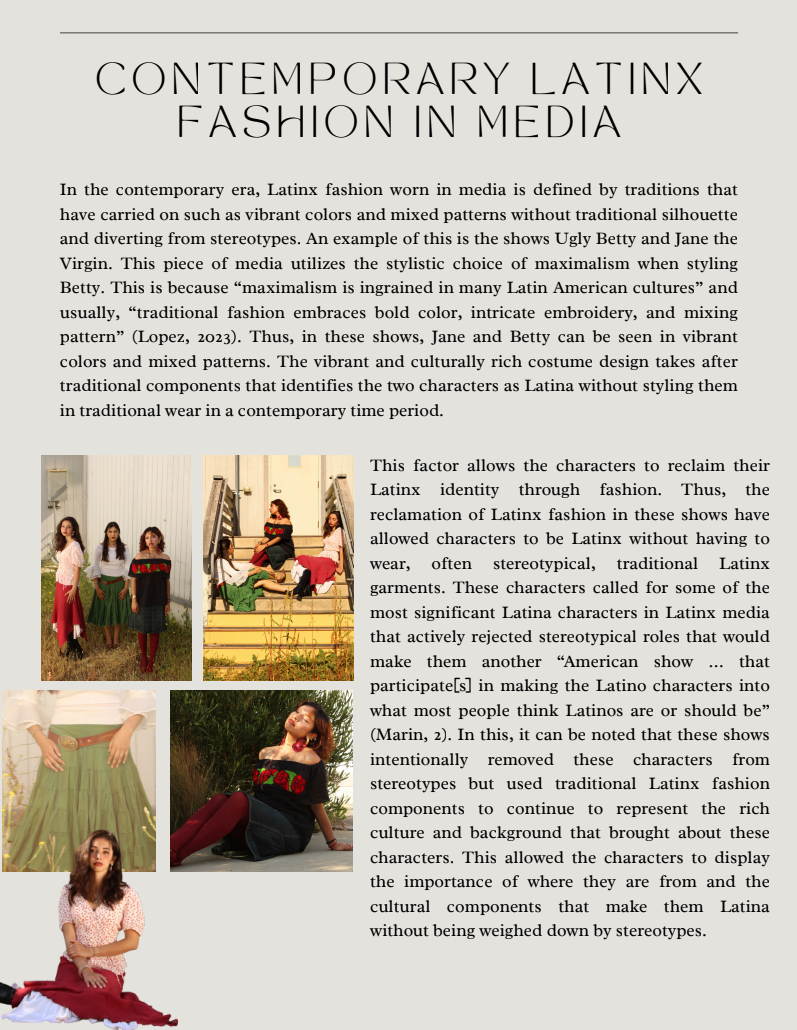 CONTEMPORARY LATINX
FASHION IN MEDIA
In the contemporary era, Latinx fashion worn in media is defined by traditions that
have carried on such as vibrant colors and mixed patterns without traditional silhouette
and diverting from stereotypes. An example of this is the shows Ugly Betty and Jane the
Virgin. This piece of media utilizes the stylistic choice of maximalism when styling
Betty. This is because “maximalism is ingrained in many Latin American cultures” and
usually, “traditional fashion embraces bold color, intricate embroidery, and mixing
pattern” (Lopez, 2023). Thus, in these shows, Jane and Betty can be seen in vibrant
colors and mixed patterns. The vibrant and culturally rich costume design takes after
traditional components that identifies the two characters as Latina without styling them
in traditional wear in a contemporary time period.
This factor allows the characters to reclaim their
Latinx identity through fashion. Thus, the
reclamation of Latinx fashion in these shows have
allowed characters to be Latinx without having to
wear, often stereotypical, traditional Latinx
garments. These characters called for some of the
most significant Latina characters in Latinx media
that actively rejected stereotypical roles that would
make them another “American show ... that
participate[s] in making the Latino characters into
what most people think Latinos are or should be”
(Marin, 2). In this, it can be noted that these shows
intentionally removed these characters from
stereotypes but used traditional Latinx fashion
components to continue to represent the rich
culture and background that brought about these
characters. This allowed the characters to display
the importance of where they are from and the
cultural components that make them Latina
without being weighed down by stereotypes.